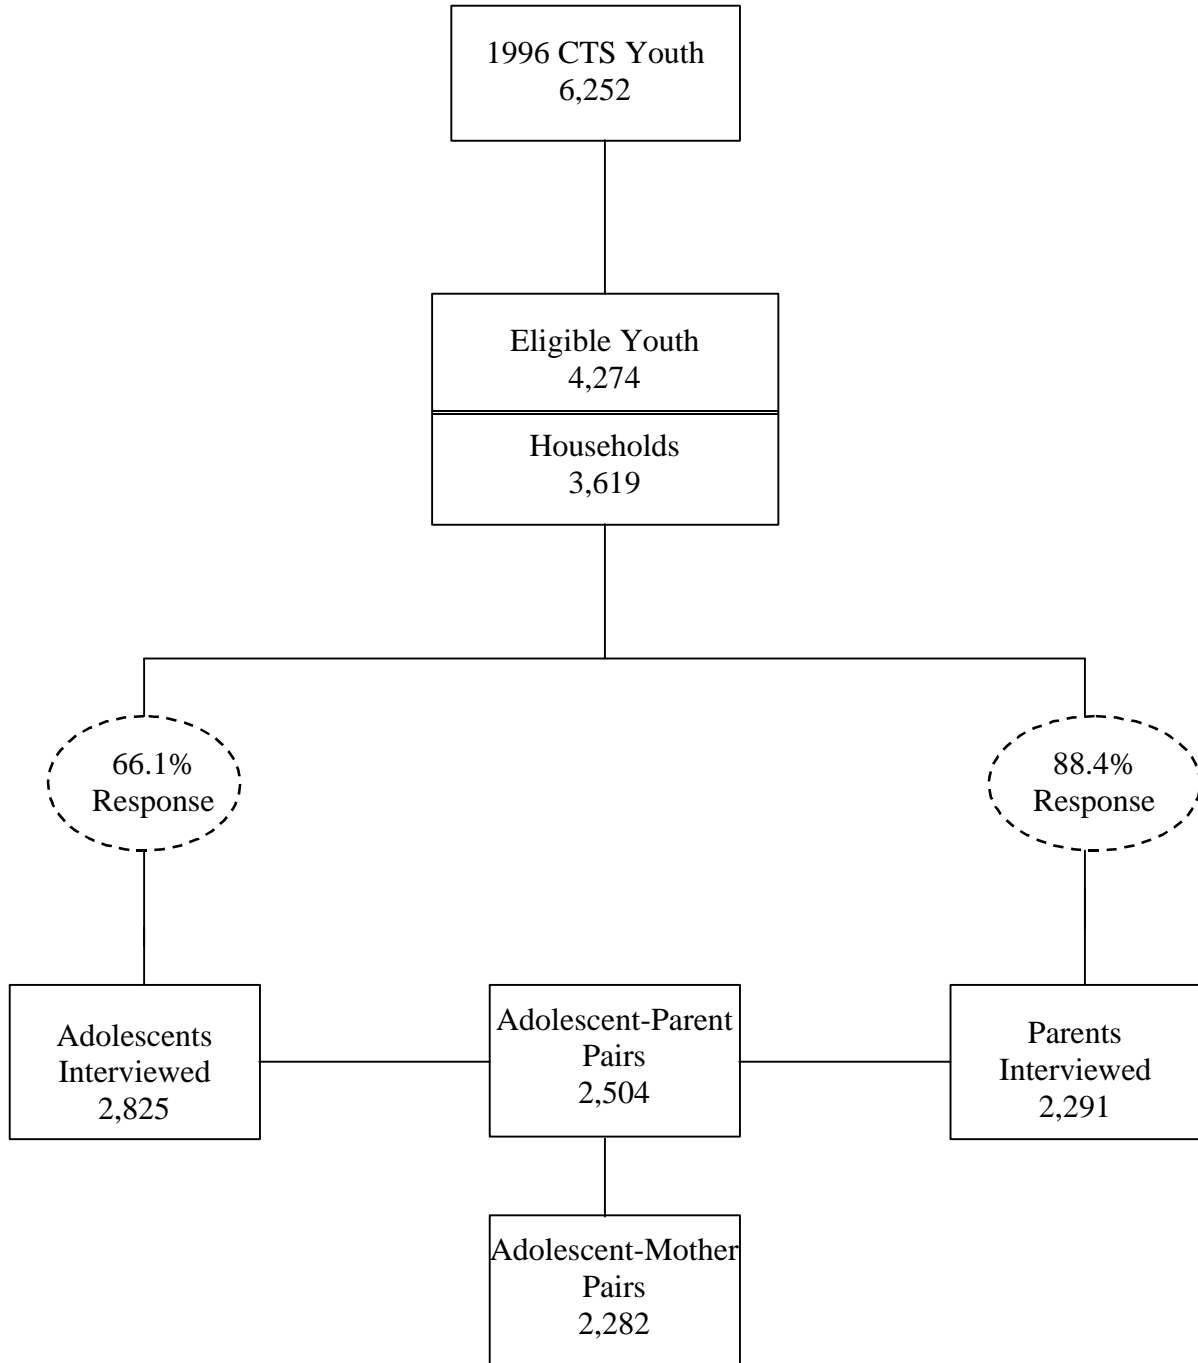 1996 CTS Youth
6,252
Eligible Youth
4,274
Households
3,619
66.1%
Response
88.4%
Response
Adolescents
Interviewed
2,825
Adolescent-Parent
Pairs
2,504
Parents
Interviewed
2,291
Adolescent-Mother
Pairs
2,282